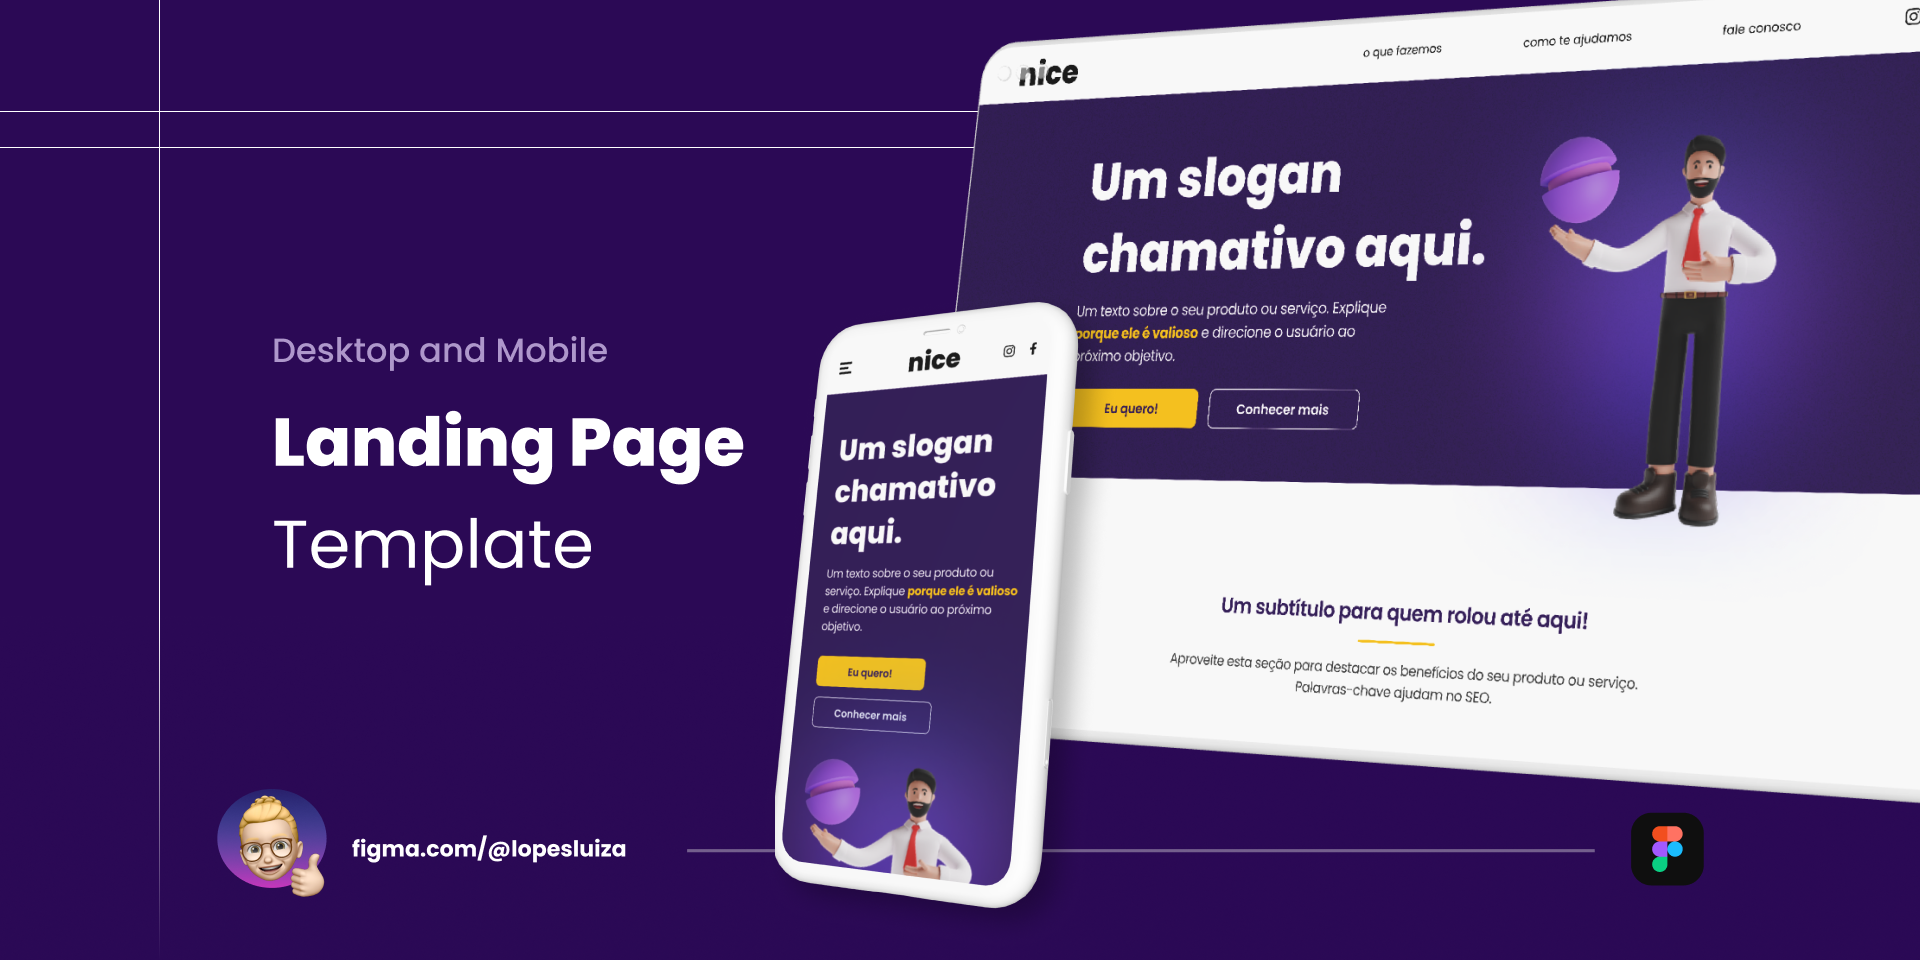 Desktop and Mobile
Landing Page
Template
figma.com/@lopesluiza
nice
o que fazemos
como te ajudamos
fale conosco
Um slogan
chamativo aqui.
Um texto sobre o seu produto ou serviço. Explique
porque ele é valioso e direcione o usuário ao
próximo objetivo.
Eu quero!
Conhecer mais
Um subtítulo para quem rolou até aqui!
Aproveite esta seção para destacar os benefícios do seu produto ou serviço.
Palavras-chave ajudam no SEO.
nice
Um slogan
chamativo
aqui.
Um texto sobre o seu produto ou
serviço. Explique porque ele é valioso
e direcione o usuário ao próximo
objetivo.
Eu quero!
Conhecer mais